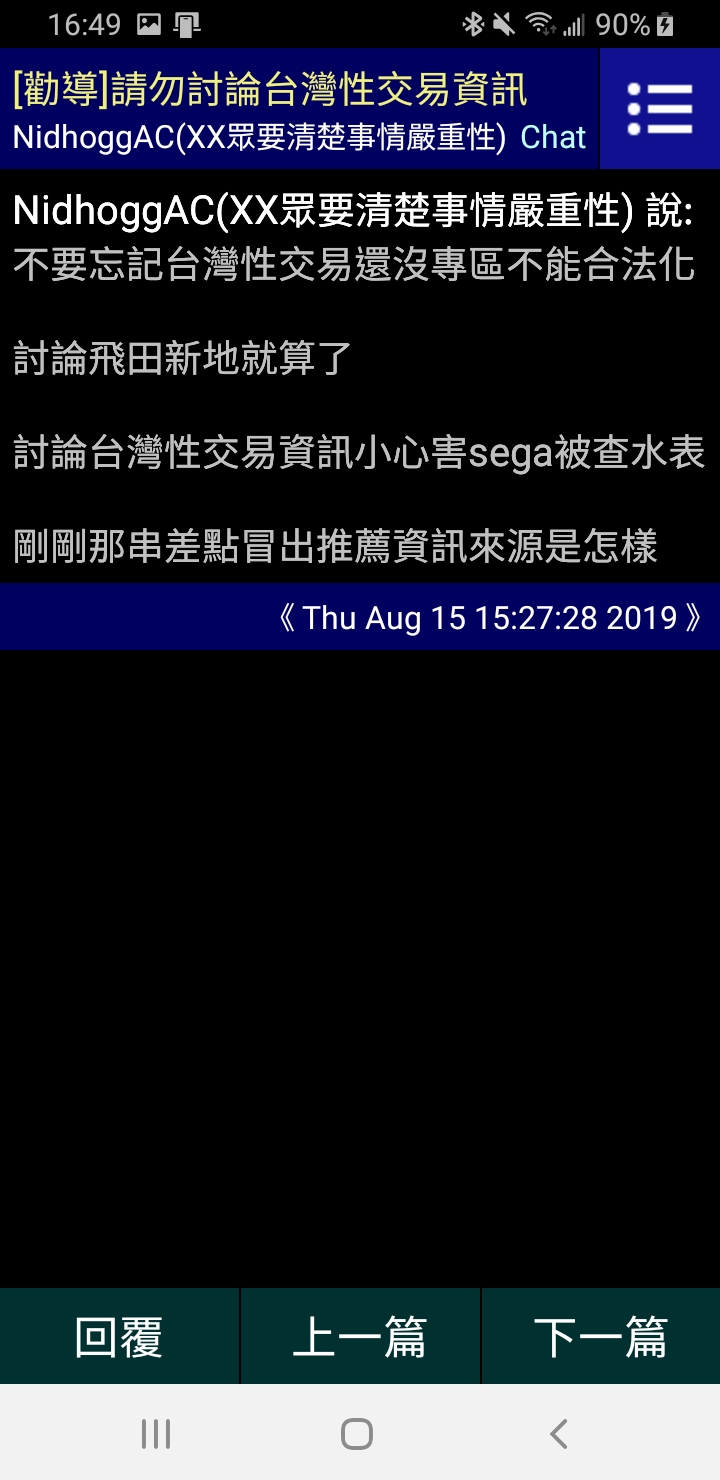 16:49 90%
[勸導]請勿討論台灣性交易資訊
NidhoggAC(XX眾要清楚事情嚴重性) Chat
NidhoggAC(XX眾要清楚事情嚴重性) 說:
不要忘記台灣性交易還沒專區不能合法化
討論飛田新地就算了
討論台灣性交易資訊小心害sega被查水表
剛剛那串差點冒出推薦資訊來源是怎樣
《 Thu Aug 15 15:27:28 2019 》
回覆 上一篇 下一篇